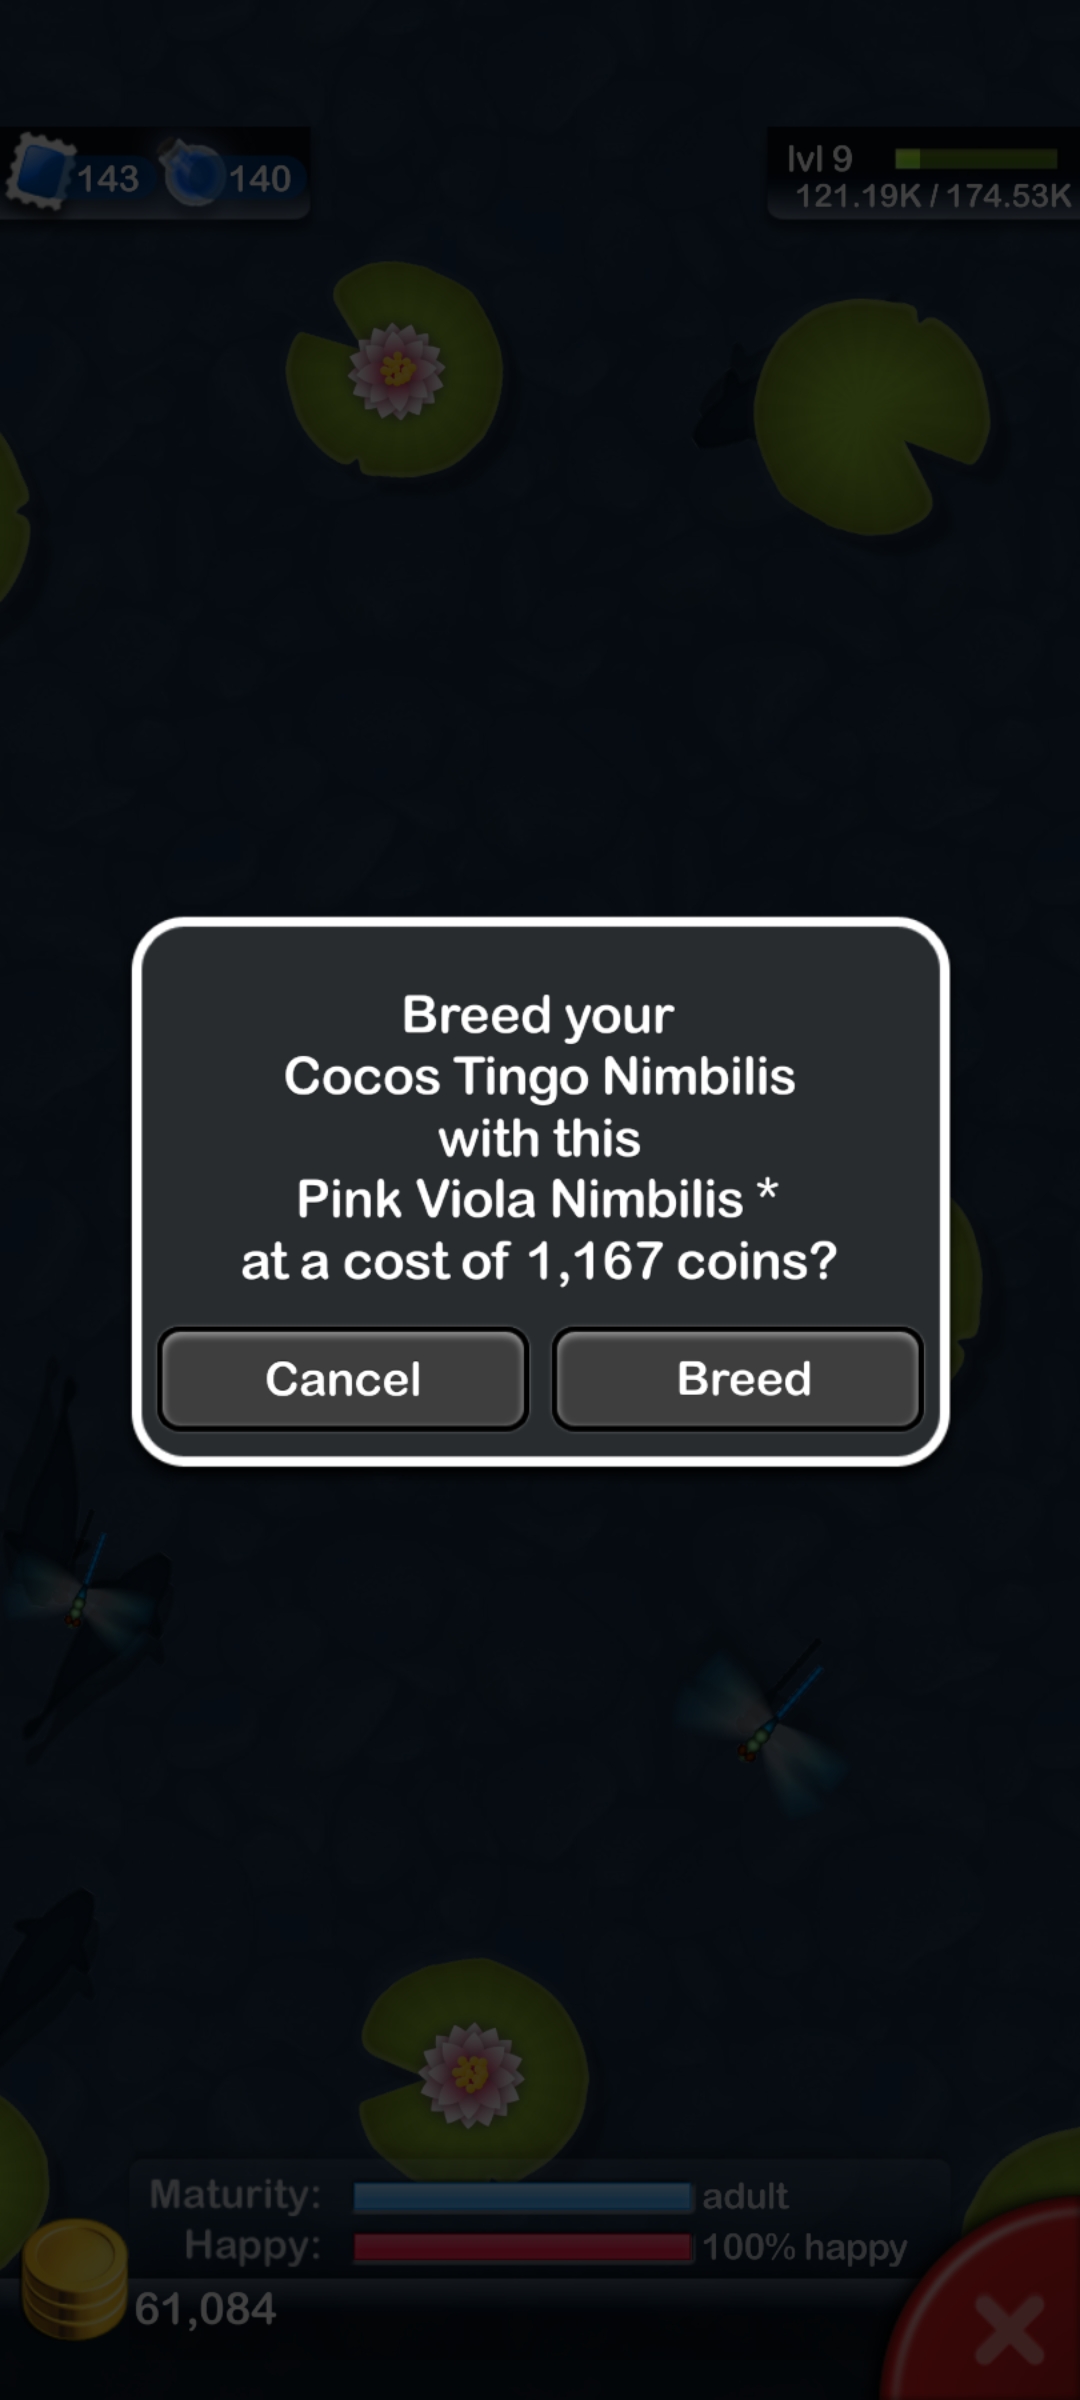 143 140
lvl 9
121.19K / 174.53K
Breed your
Cocos Tingo Nimbilis
with this
Pink Viola Nimbilis *
at a cost of 1,167 coins?
Cancel Breed
Maturity: adult
Happy: 100% happy
61,084